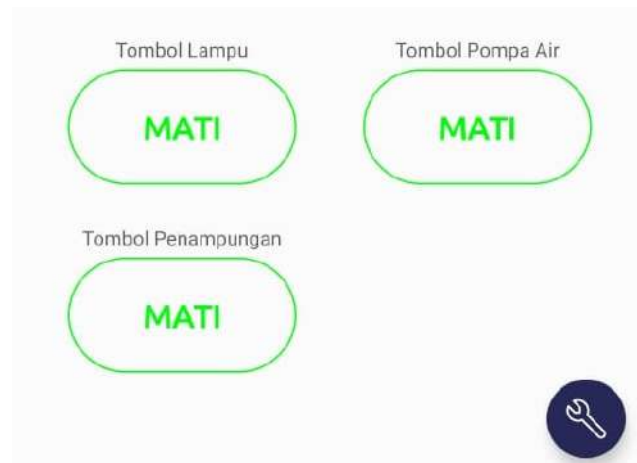 Tombol Lampu
Tombol Pompa Air
MATI
MATI
Tombol Penampungan
MATI